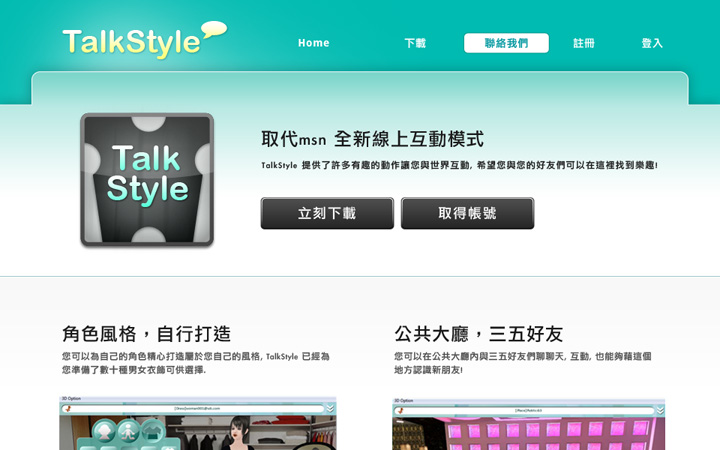 TalkStyle
Home
下載
聯絡我們
註冊
登入
Talk
Style
取代msn 全新線上互動模式
TalkStyle 提供了許多有趣的動作讓您與世界互動, 希望您與您的好友們可以在這裡找到樂趣!
立刻下載
取得帳號
角色風格，自行打造
您可以為自己的角色精心打造屬於您自己的風格, TalkStyle 已經為
您準備了數十種男女衣飾可供選擇.
公共大廳，三五好友
您可以在公共大廳內與三五好友們聊聊天, 互動, 也能夠藉這個
地方認識新朋友!
3D Option
3D Option